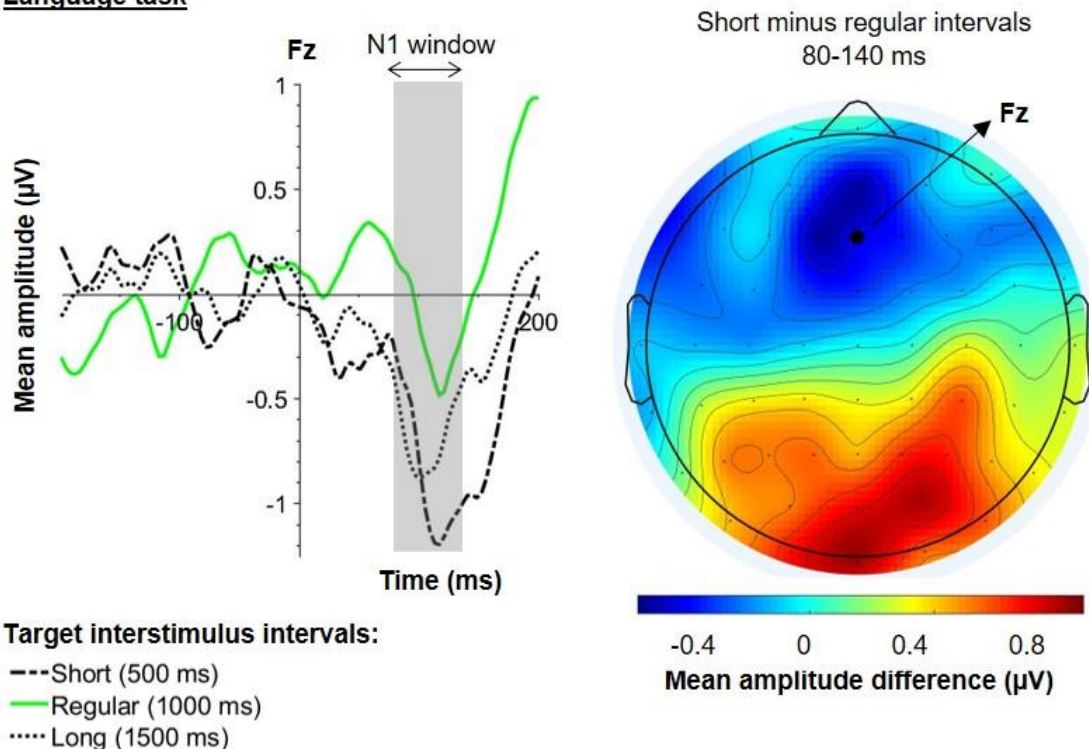 Language task
Fz
N1 window
Mean amplitude (µV)
1
0.5
-100
200
-0.5
-1
Time (ms)
Target interstimulus intervals:
Short (500 ms)
Regular (1000 ms)
Long (1500 ms)
Short minus regular intervals
80-140 ms
Fz
-0.4 0 0.4 0.8
Mean amplitude difference (µV)